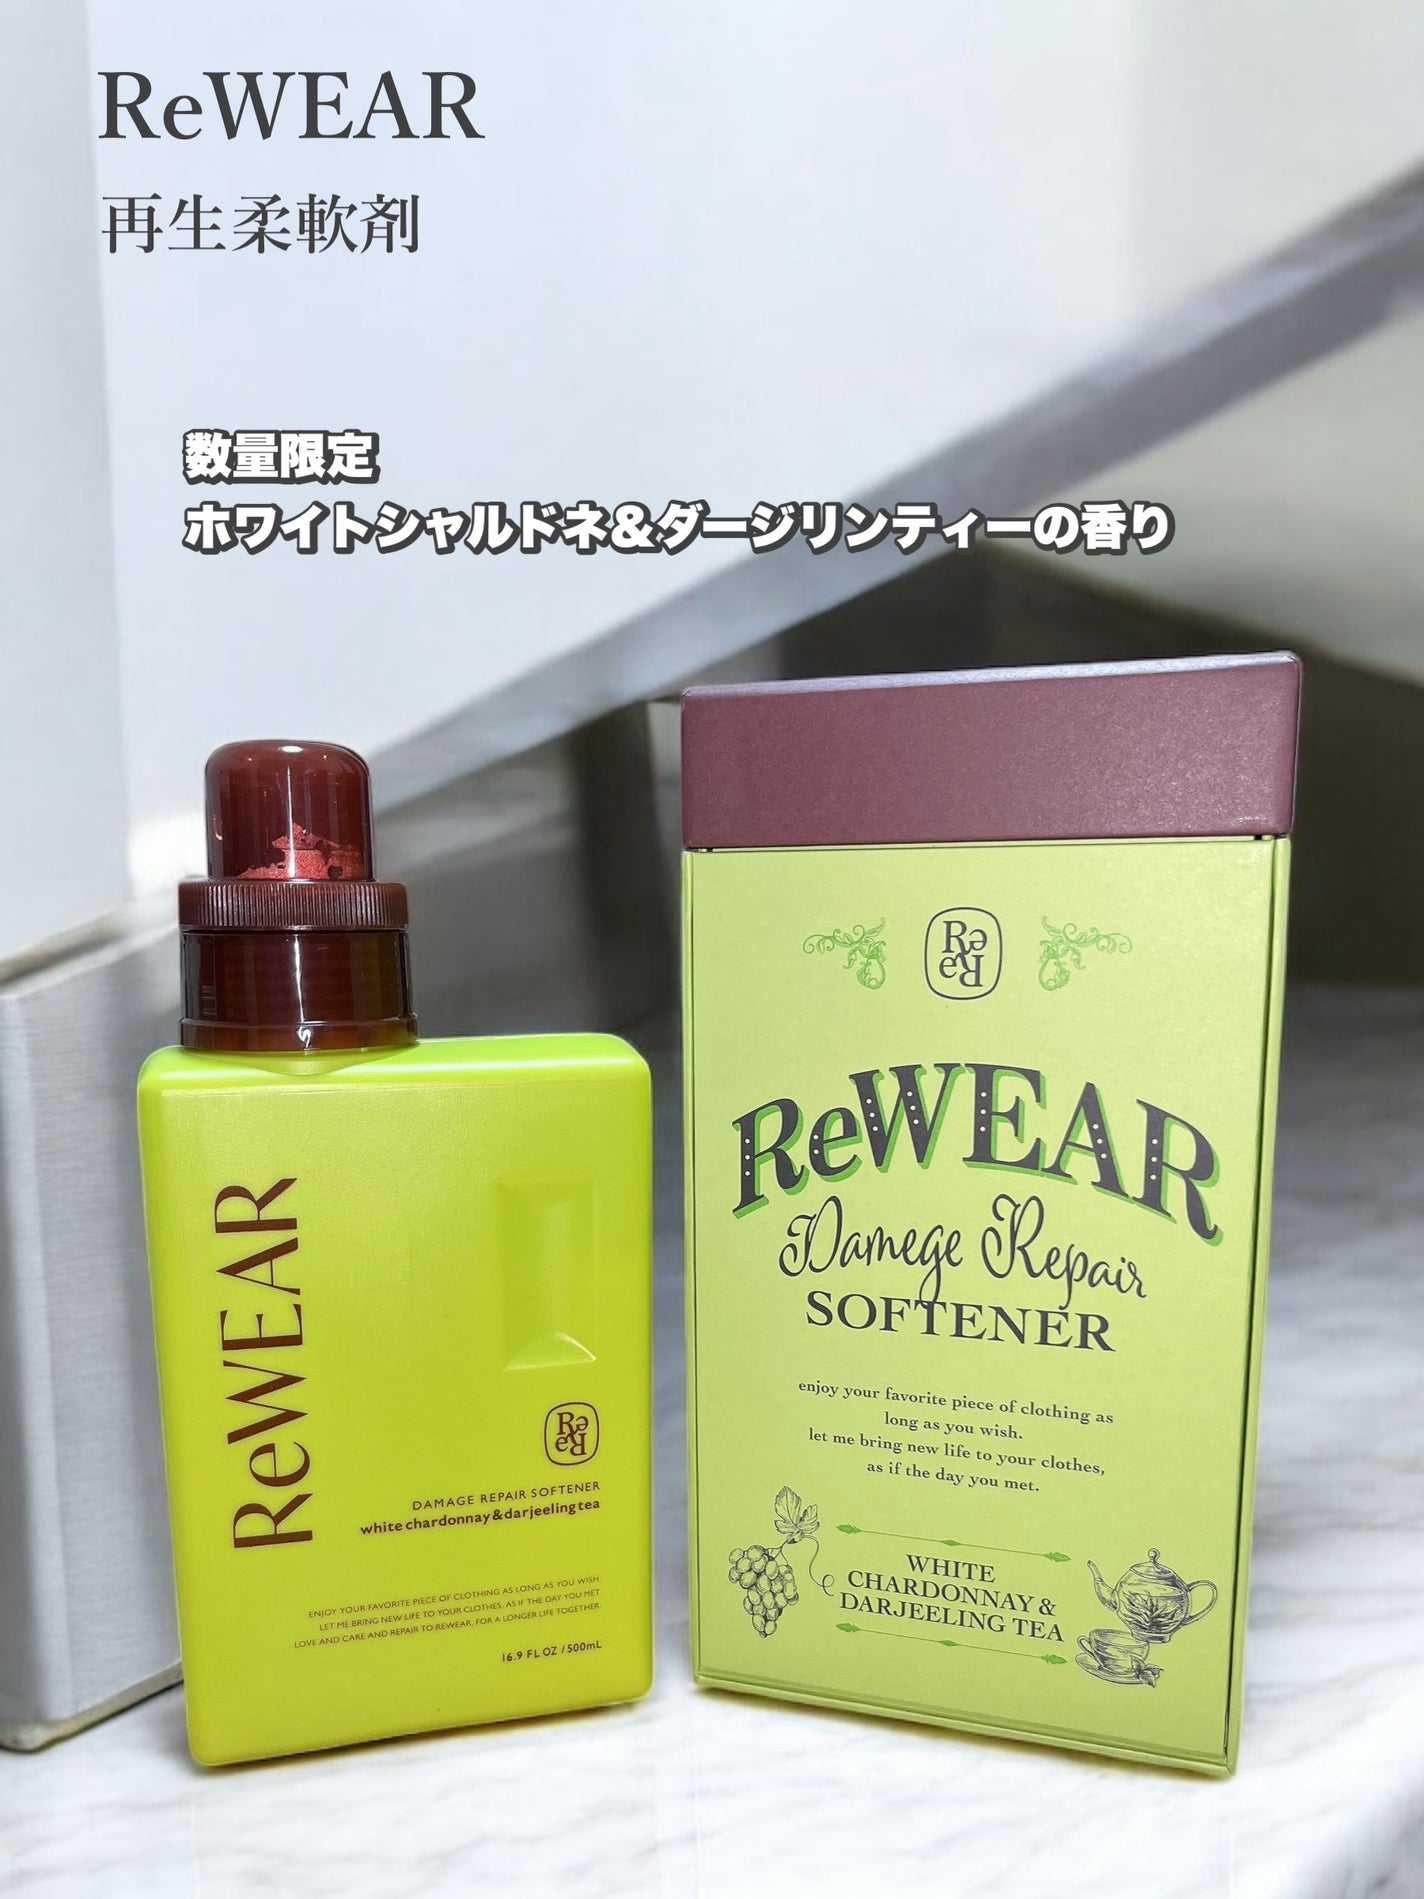 ReWEAR
再生柔軟剤
数量限定
ホワイトシャルドネ&ダージリンティーの香り
ReWEAR
Re
Re
DAMAGE REPAIR SOFTENER
white chardonnay&darjeeling tea
ENJOY YOUR FAVORITE PIECE OF CLOTHING AS LONG AS YOU WISH.
LET ME BRING NEW LIFE TO YOUR CLOTHES, AS IF THE DAY YOU MET.
LOVE AND CARE AND REPAIR TO REWEAR, FOR A LONGER LIFE TOGETHER.
16.9 FL OZ / 500mL
Re
Re
ReWEAR
Damege Repair
SOFTENER
enjoy your favorite piece of clothing as
long as you wish.
let me bring new life to your clothes,
as if the day you met.
WHITE
CHARDONNAY &
DARJEELING TEA